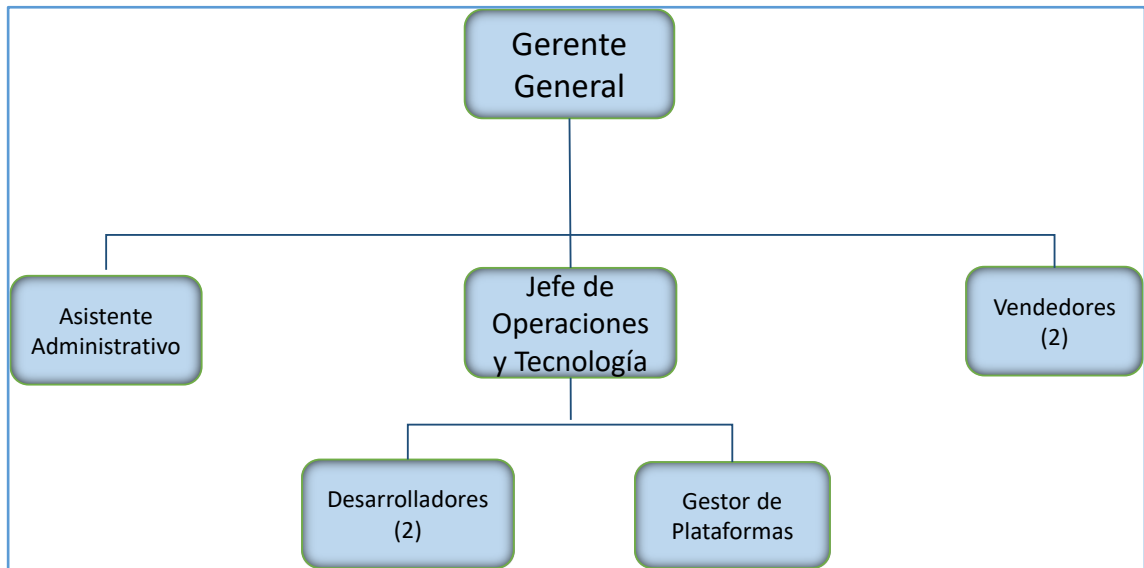 Gerente
General
Asistente
Administrativo
Jefe de
Operaciones
y Tecnología
Vendedores
(2)
Desarrolladores
(2)
Gestor de
Plataformas